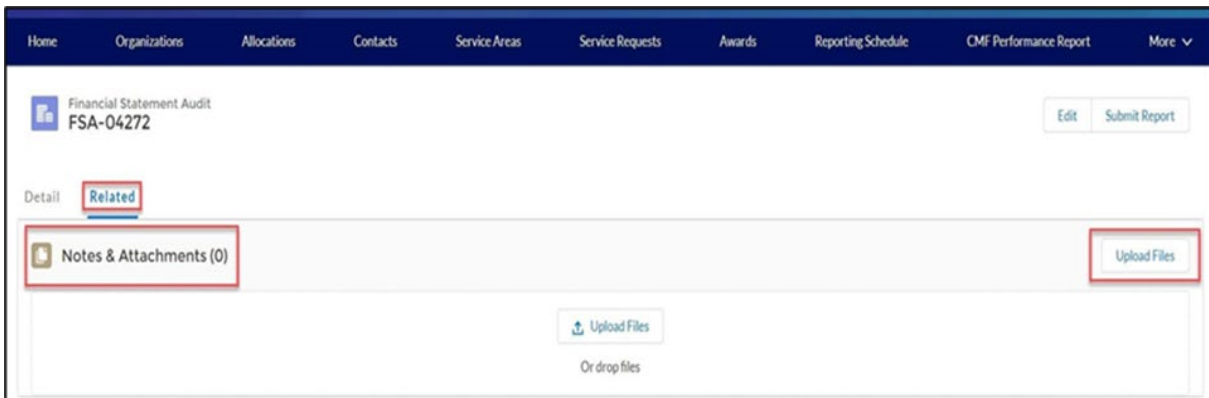 Home Organizations Allocations Contacts Service Areas Service Requests Awards Reporting Schedule CMF Performance Report More
Financial Statement Audit
FSA-04272
Edit Submit Report
Detail Related
Notes & Attachments (0) Upload Files
Upload Files
Or drop files